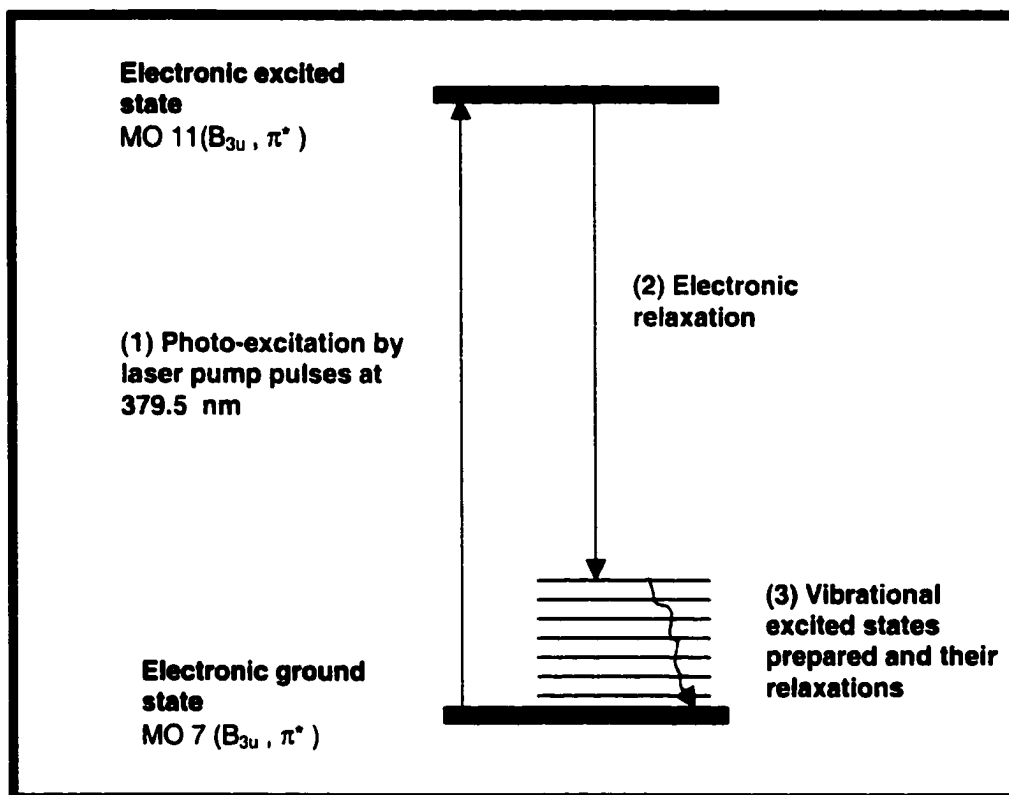 Electronic excited
state
MO 11(B3u , π* )
(2) Electronic
relaxation
(1) Photo-excitation by
laser pump pulses at
379.5 nm
(3) Vibrational
excited states
prepared and their
relaxations
Electronic ground
state
MO 7 (B3u , π* )